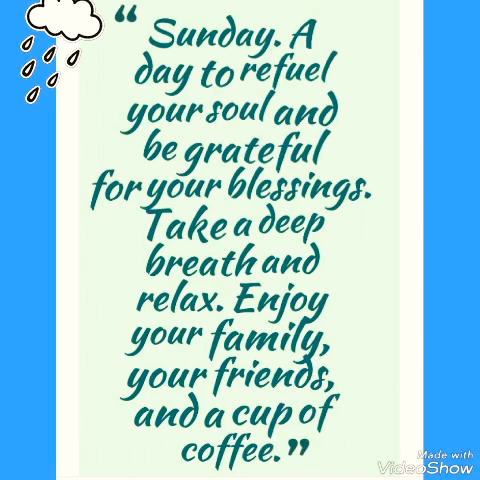 “ Sunday. A
day to refuel
your soul and
be grateful
for your blessings.
Take a deep
breath and
relax. Enjoy
your family,
your friends,
and a cup of
coffee.”
Made with
VideoShow